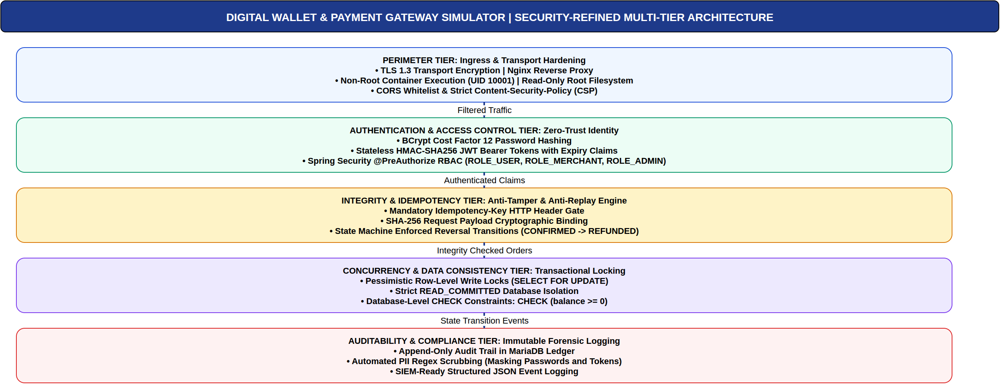 DIGITAL WALLET & PAYMENT GATEWAY SIMULATOR | SECURITY-REFINED MULTI-TIER ARCHITECTURE
PERIMETER TIER: Ingress & Transport Hardening
• TLS 1.3 Transport Encryption | Nginx Reverse Proxy
• Non-Root Container Execution (UID 10001) | Read-Only Root Filesystem
• CORS Whitelist & Strict Content-Security-Policy (CSP)
Filtered Traffic
AUTHENTICATION & ACCESS CONTROL TIER: Zero-Trust Identity
• BCrypt Cost Factor 12 Password Hashing
• Stateless HMAC-SHA256 JWT Bearer Tokens with Expiry Claims
• Spring Security @PreAuthorize RBAC (ROLE_USER, ROLE_MERCHANT, ROLE_ADMIN)
Authenticated Claims
INTEGRITY & IDEMPOTENCY TIER: Anti-Tamper & Anti-Replay Engine
• Mandatory Idempotency-Key HTTP Header Gate
• SHA-256 Request Payload Cryptographic Binding
• State Machine Enforced Reversal Transitions (CONFIRMED -> REFUNDED)
Integrity Checked Orders
CONCURRENCY & DATA CONSISTENCY TIER: Transactional Locking
• Pessimistic Row-Level Write Locks (SELECT FOR UPDATE)
• Strict READ_COMMITTED Database Isolation
• Database-Level CHECK Constraints: CHECK (balance >= 0)
State Transition Events
AUDITABILITY & COMPLIANCE TIER: Immutable Forensic Logging
• Append-Only Audit Trail in MariaDB Ledger
• Automated PII Regex Scrubbing (Masking Passwords and Tokens)
• SIEM-Ready Structured JSON Event Logging